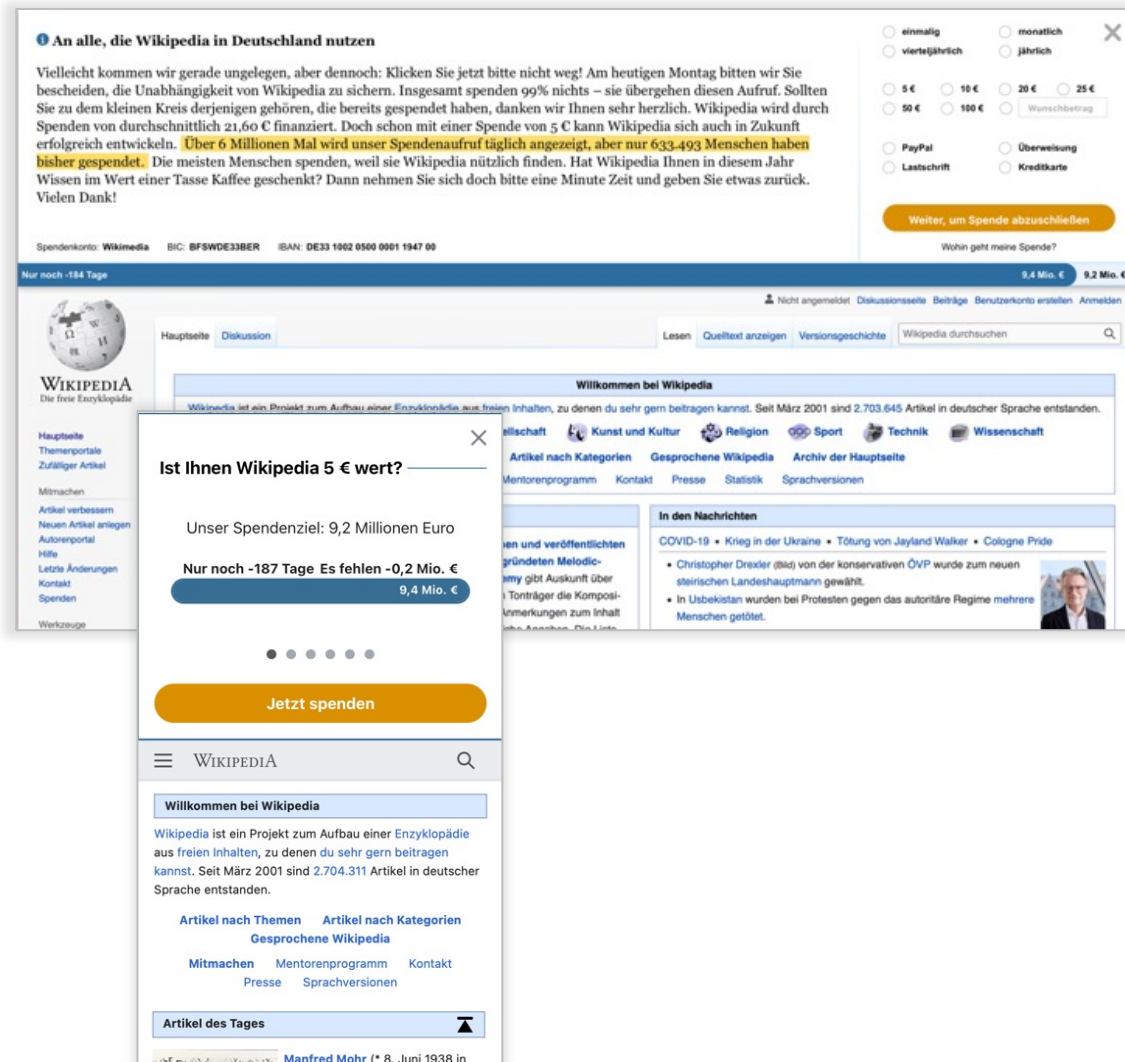 An alle, die Wikipedia in Deutschland nutzen
Vielleicht kommen wir gerade ungelegen, aber dennoch: Klicken Sie jetzt bitte nicht weg! Am heutigen Montag bitten wir Sie
bescheiden, die Unabhängigkeit von Wikipedia zu sichern. Insgesamt spenden 99% nichts – sie übergehen diesen Aufruf. Sollten
Sie zu dem kleinen Kreis derjenigen gehören, die bereits gespendet haben, danken wir Ihnen sehr herzlich. Wikipedia wird durch
Spenden von durchschnittlich 21,60 € finanziert. Doch schon mit einer Spende von 5 € kann Wikipedia sich auch in Zukunft
erfolgreich entwickeln. Über 6 Millionen Mal wird unser Spendenaufruf täglich angezeigt, aber nur 633.493 Menschen haben
bisher gespendet. Die meisten Menschen spenden, weil sie Wikipedia nützlich finden. Hat Wikipedia Ihnen in diesem Jahr
Wissen im Wert einer Tasse Kaffee geschenkt? Dann nehmen Sie sich doch bitte eine Minute Zeit und geben Sie etwas zurück.
Vielen Dank!
Spendenkonto: Wikimedia BIC: BFSWDE33BER IBAN: DE33 1002 0500 0001 1947 00
einmalig monatlich
vierteljährlich jährlich
5 € 10 € 20 € 25 €
50 € 100 € Wunschbetrag
PayPal Überweisung
Lastschrift Kreditkarte
Weiter, um Spende abzuschließen
Wohin geht meine Spende?
Nur noch -184 Tage 9,4 Mio. € 9,2 Mio. €
Nicht angemeldet Diskussionsseite Beiträge Benutzerkonto erstellen Anmelden
Hauptseite Diskussion Lesen Quelltext anzeigen Versionsgeschichte Wikipedia durchsuchen
WIKIPEDIA
Die freie Enzyklopädie
Hauptseite
Themenportale
Zufälliger Artikel
Mitmachen
Artikel verbessern
Neuen Artikel anlegen
Autorenportal
Hilfe
Letzte Änderungen
Kontakt
Spenden
Werkzeuge
Willkommen bei Wikipedia
Wikipedia ist ein Projekt zum Aufbau einer Enzyklopädie aus freien Inhalten, zu denen du sehr gern beitragen kannst. Seit März 2001 sind 2.703.645 Artikel in deutscher Sprache entstanden.
ellschaft Kunst und Kultur Religion Sport Technik Wissenschaft
Artikel nach Kategorien Gesprochene Wikipedia Archiv der Hauptseite
Mentorenprogramm Kontakt Presse Statistik Sprachversionen
en und veröffentlichten
gründeten Melodic-
emy gibt Auskunft über
Tonträger die Komposi-
Anmerkungen zum Inhalt
In den Nachrichten
COVID-19 • Krieg in der Ukraine • Tötung von Jayland Walker • Cologne Pride
• Christopher Drexler (Bild) von der konservativen ÖVP wurde zum neuen
steirischen Landeshauptmann gewählt.
• In Usbekistan wurden bei Protesten gegen das autoritäre Regime mehrere
Menschen getötet.
Ist Ihnen Wikipedia 5 € wert?
Unser Spendenziel: 9,2 Millionen Euro
Nur noch -187 Tage Es fehlen -0,2 Mio. €
9,4 Mio. €
Jetzt spenden
WIKIPEDIA
Willkommen bei Wikipedia
Wikipedia ist ein Projekt zum Aufbau einer Enzyklopädie
aus freien Inhalten, zu denen du sehr gern beitragen
kannst. Seit März 2001 sind 2.704.311 Artikel in deutscher
Sprache entstanden.
Artikel nach Themen Artikel nach Kategorien
Gesprochene Wikipedia
Mitmachen Mentorenprogramm Kontakt
Presse Sprachversionen
Artikel des Tages
Manfred Mohr (* 8. Juni 1938 in